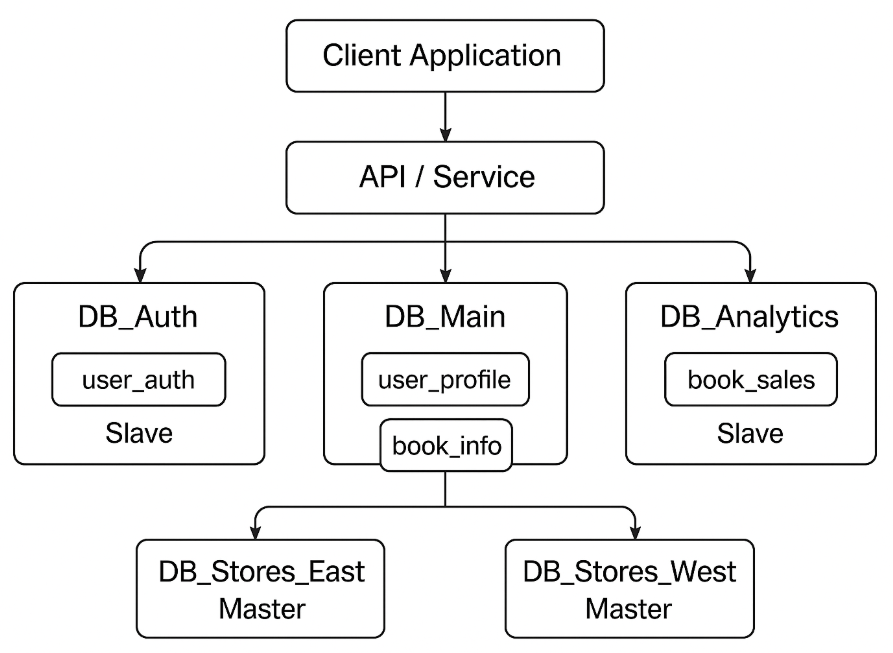 Client Application
API / Service
DB_Auth
user_auth
Slave
DB_Main
user_profile
book_info
DB_Analytics
book_sales
Slave
DB_Stores_East
Master
DB_Stores_West
Master